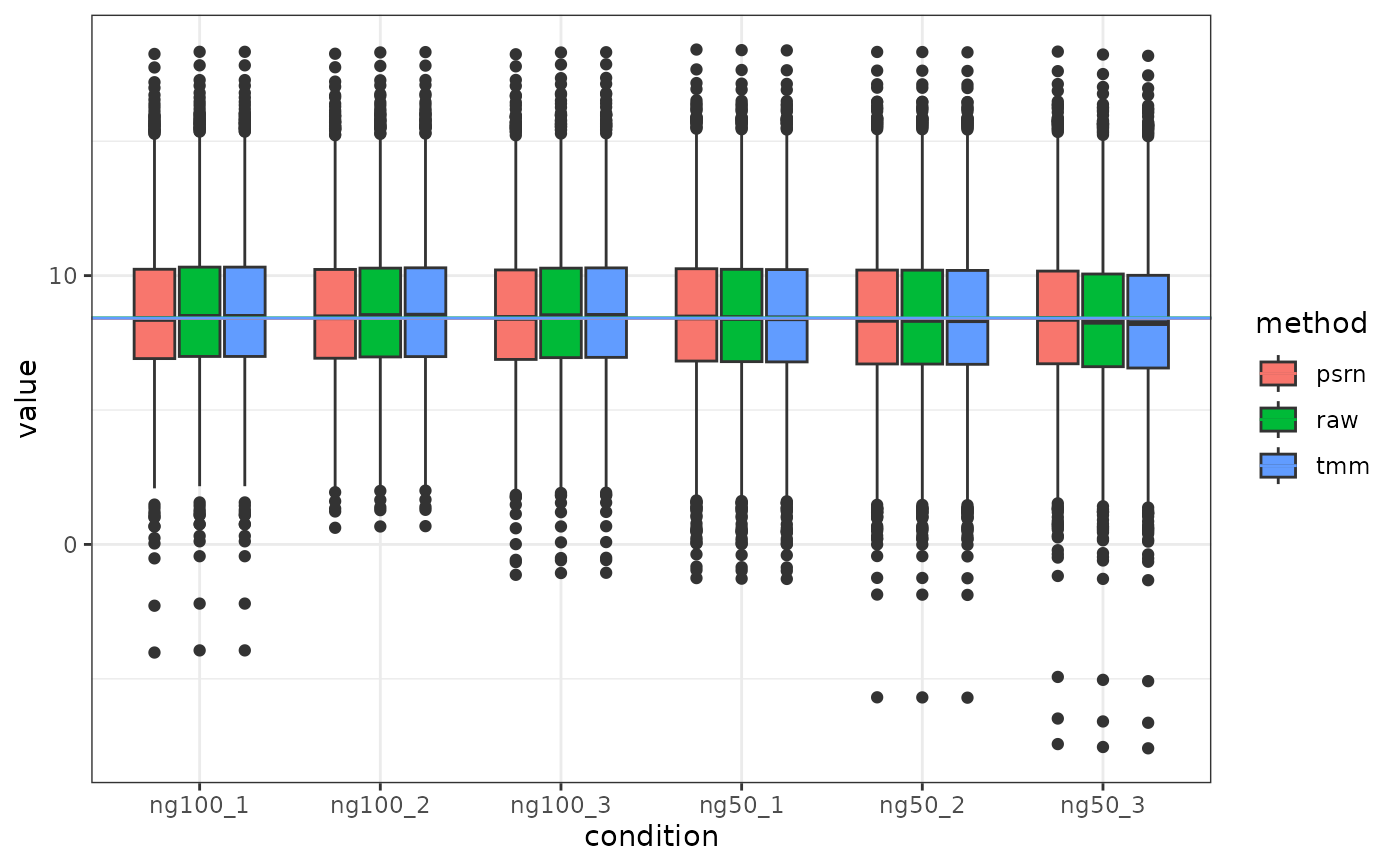 value
10
0
ng100_1 ng100_2 ng100_3 ng50_1 ng50_2 ng50_3
condition
method
psrn
raw
tmm